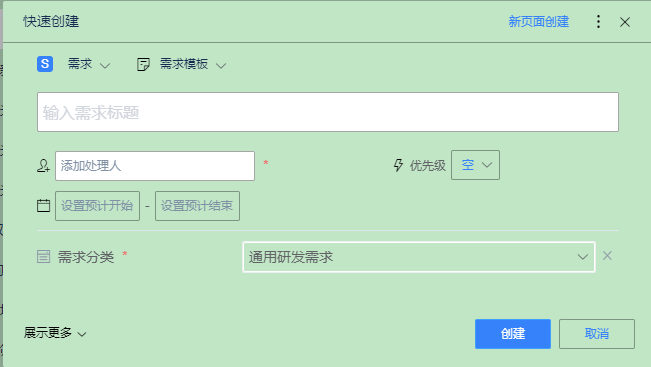 快速创建 新页面创建
S 需求 需求模板
输入需求标题
添加处理人 * 优先级 空
设置预计开始 - 设置预计结束
需求分类 * 通用研发需求
展示更多 创建 取消